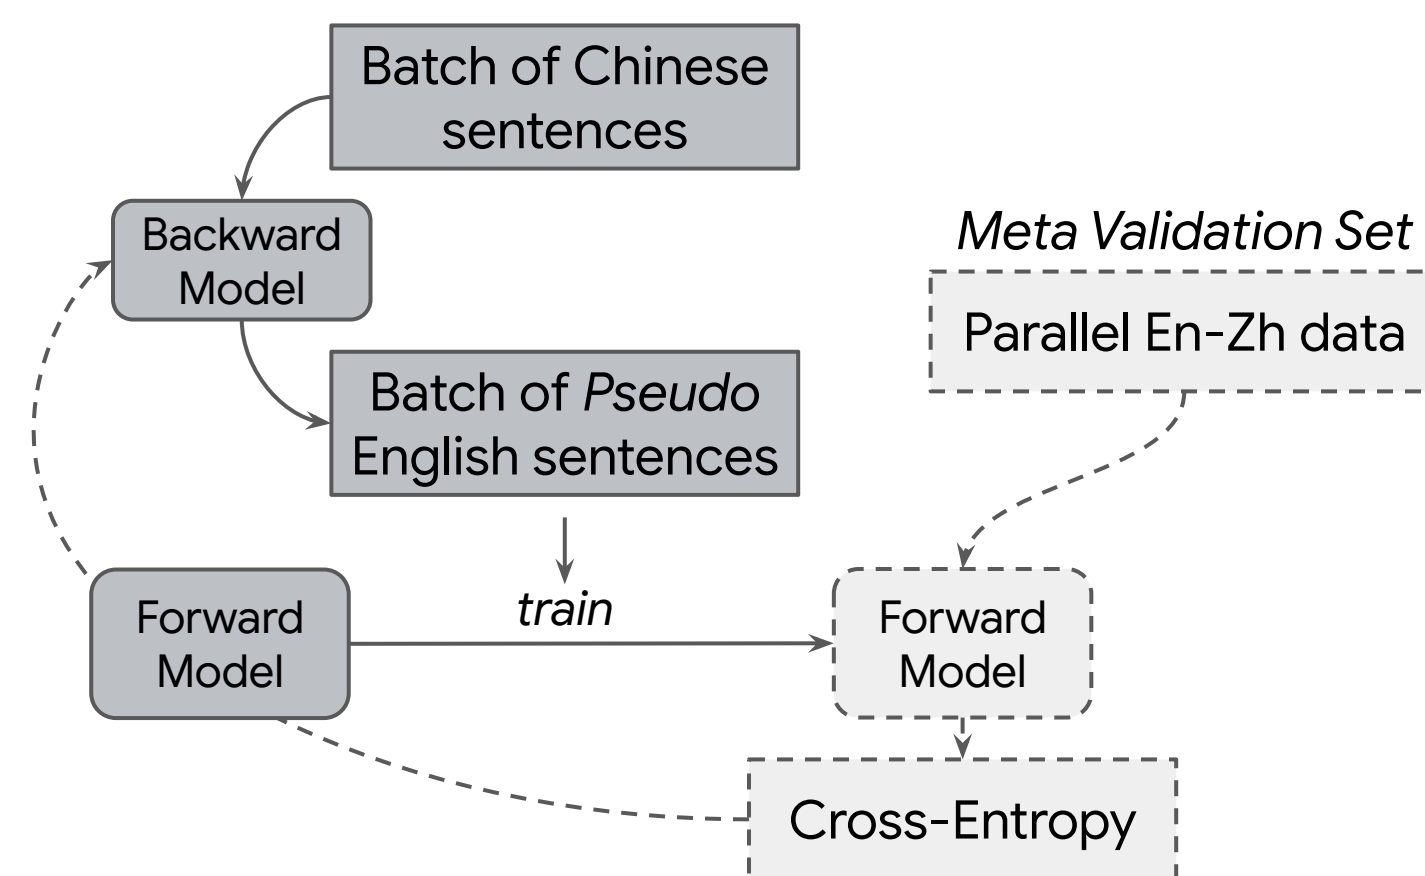 Batch of Chinese
sentences
Backward
Model
Meta Validation Set
Parallel En-Zh data
Batch of Pseudo
English sentences
train
Forward
Model
Forward
Model
Cross-Entropy